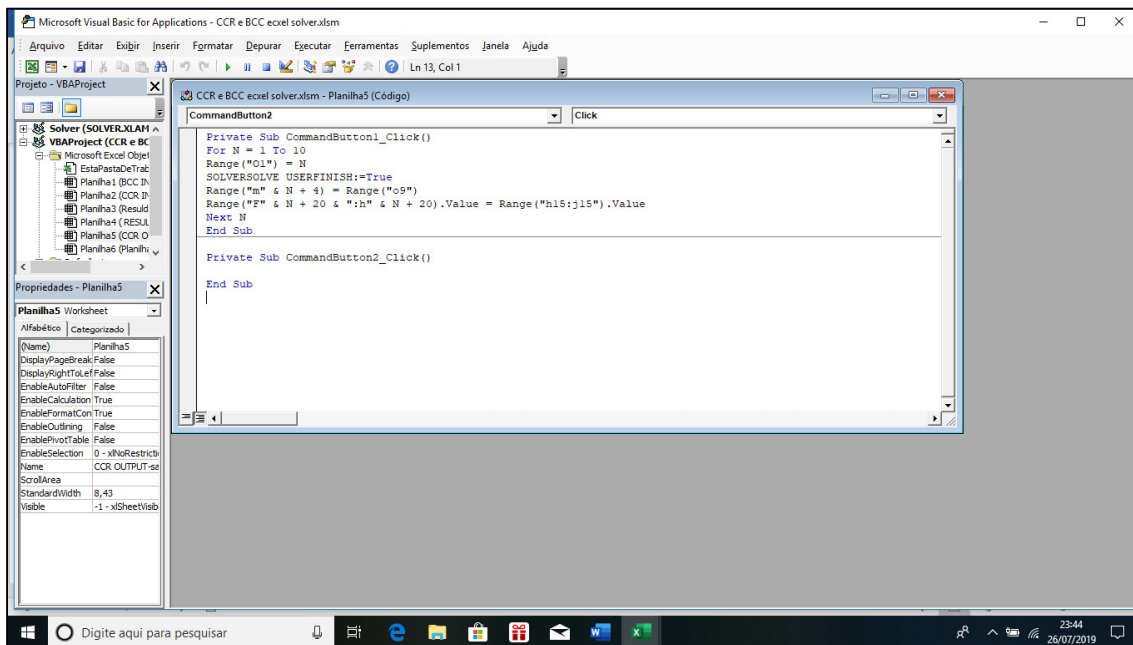 Microsoft Visual Basic for Applications - CCR e BCC ecxel solver.xlsm
Arquivo Editar Exibir Inserir Formatar Depurar Executar Ferramentas Suplementos Janela Ajuda
Ln 13, Col 1
Projeto - VBAProject
Solver (SOLVER.XLAM
VBAProject (CCR e BC
Microsoft Excel Objet
EstaPastaDeTrab
Planilha1 (BCC IN
Planilha2 (CCR IN
Planilha3 (Resuld
Planilha4 ( RESUL
Planilha5 (CCR O
Planilha6 (Planilha
Propriedades - Planilha5
Planilha5 Worksheet
Alfabético Categorizado
(Name) Planilha5
DisplayPageBreak False
DisplayRightToLef False
EnableAutoFilter False
EnableCalculation True
EnableFormatCon True
EnableOutlining False
EnablePivotTable False
EnableSelection 0 - xlNoRestricti
Name CCR OUTPUT-sa
ScrollArea
StandardWidth 8,43
Visible -1 - xlSheetVisib
CCR e BCC ecxel solver.xlsm - Planilha5 (Código)
CommandButton2 Click
Private Sub CommandButton1_Click()
For N = 1 To 10
Range("O1") = N
SOLVERSOLVE USERFINISH:=True
Range("m" & N + 4) = Range("o9")
Range("F" & N + 20 & ":h" & N + 20).Value = Range("h15:j15").Value
Next N
End Sub
Private Sub CommandButton2_Click()
End Sub
Digite aqui para pesquisar
23:44
26/07/2019